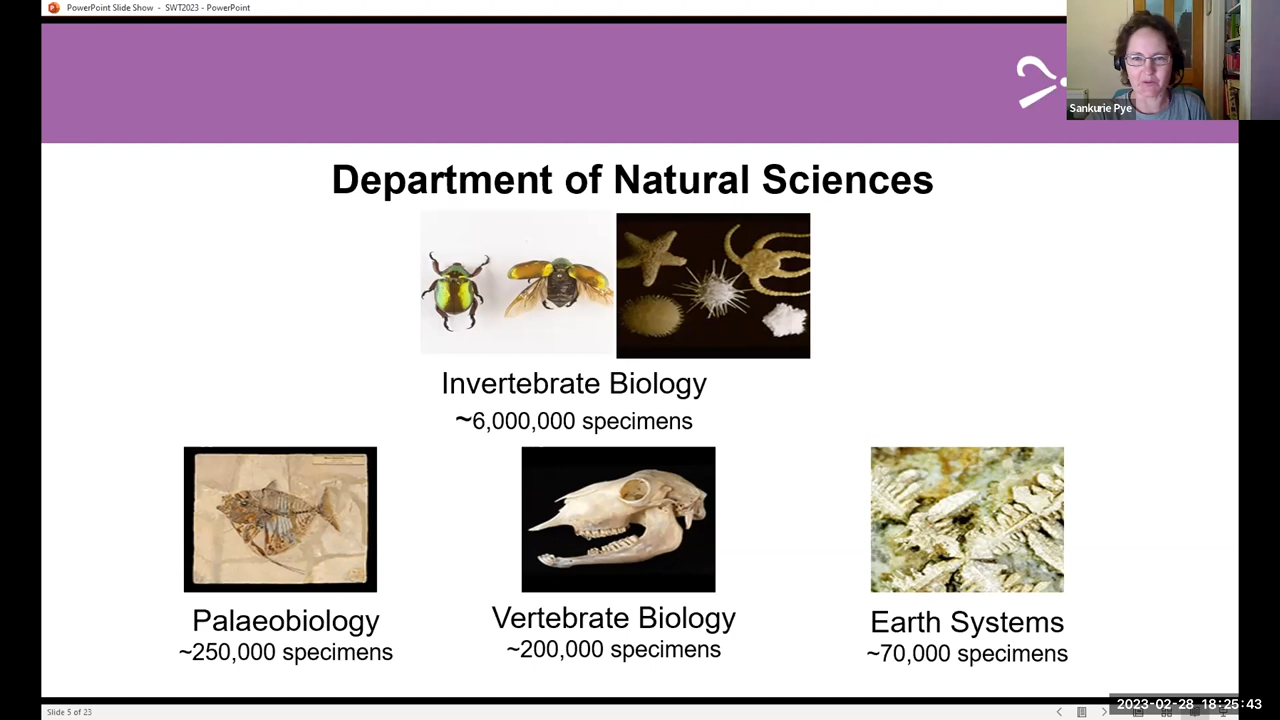 PowerPoint Slide Show - SWT2023 - PowerPoint
Sankurie Pye
Department of Natural Sciences
Invertebrate Biology
~6,000,000 specimens
Palaeobiology
~250,000 specimens
Vertebrate Biology
~200,000 specimens
Earth Systems
~70,000 specimens
Slide 5 of 23
2023-02-28 18:25:43